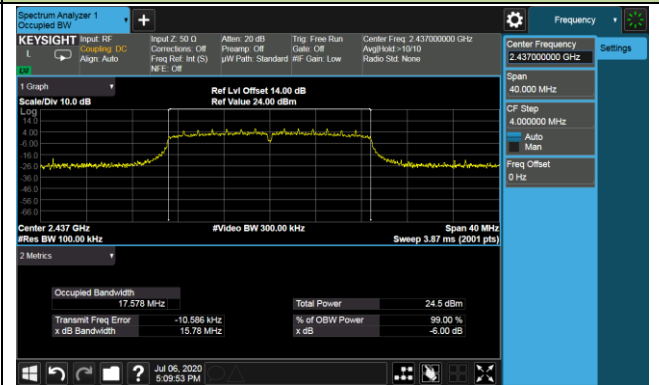 Spectrum Analyzer 1
Occupied BW
Frequency
KEYSIGHT
L
Input: RF
Coupling: DC
Align: Auto
Input Z: 50 Ω
Corrections: Off
Freq Ref: Int (S)
NFE: Off
Atten: 20 dB
Preamp: Off
µW Path: Standard
Trig: Free Run
Gate: Off
#IF Gain: Low
Center Freq: 2.437000000 GHz
Avg|Hold:>10/10
Radio Std: None
Center Frequency
2.437000000 GHz
Settings
Span
40.000 MHz
CF Step
4.000000 MHz
Auto
Man
Freq Offset
0 Hz
1 Graph
Scale/Div 10.0 dB
Ref Lvl Offset 14.00 dB
Ref Value 24.00 dBm
Log
14.0
4.00
-6.00
-16.0
-26.0
-36.0
-46.0
-56.0
-66.0
Center 2.437 GHz
#Video BW 300.00 kHz
Span 40 MHz
#Res BW 100.00 kHz
Sweep 3.87 ms (2001 pts)
2 Metrics
Occupied Bandwidth
17.578 MHz
Total Power
24.5 dBm
Transmit Freq Error
-10.586 kHz
% of OBW Power
99.00 %
x dB Bandwidth
15.78 MHz
x dB
-6.00 dB
Jul 06, 2020
5:09:53 PM